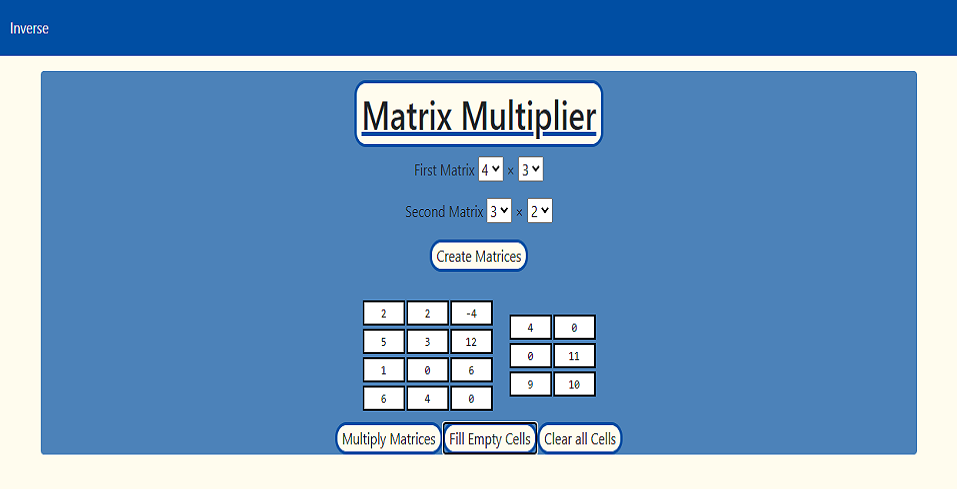 Inverse
Matrix Multiplier
First Matrix 4 × 3
Second Matrix 3 × 2
Create Matrices
2 2 -4
5 3 12
1 0 6
6 4 0
4 0
0 11
9 10
Multiply Matrices Fill Empty Cells Clear all Cells